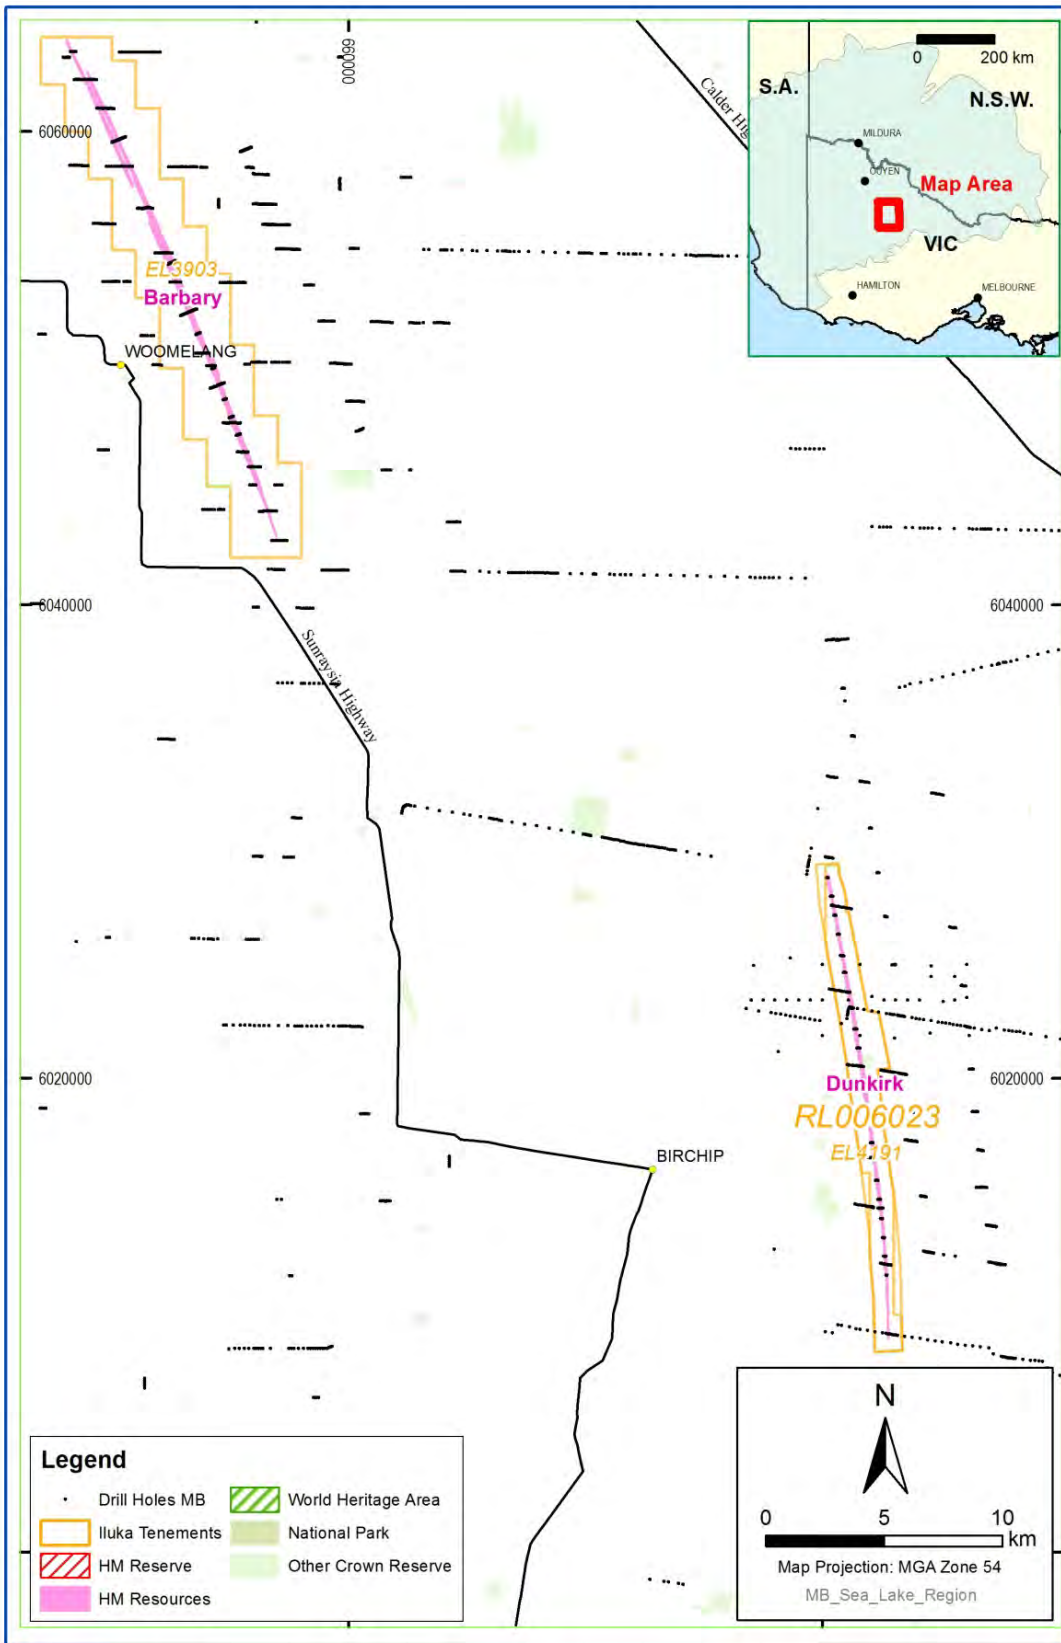 660000
6060000
Calder Hig
0 200 km
S.A.
N.S.W.
MILDURA
OUYEN
Map Area
VIC
HAMILTON
MELBOURNE
EL3903
Barbary
WOOMELANG
6040000
6040000
Sunraysia Highway
6020000
6020000
Dunkirk
RL006023
EL4191
BIRCHIP
Legend
Drill Holes MB
Iluka Tenements
HM Reserve
HM Resources
World Heritage Area
National Park
Other Crown Reserve
N
0 5 10
km
Map Projection: MGA Zone 54
MB_Sea_Lake_Region